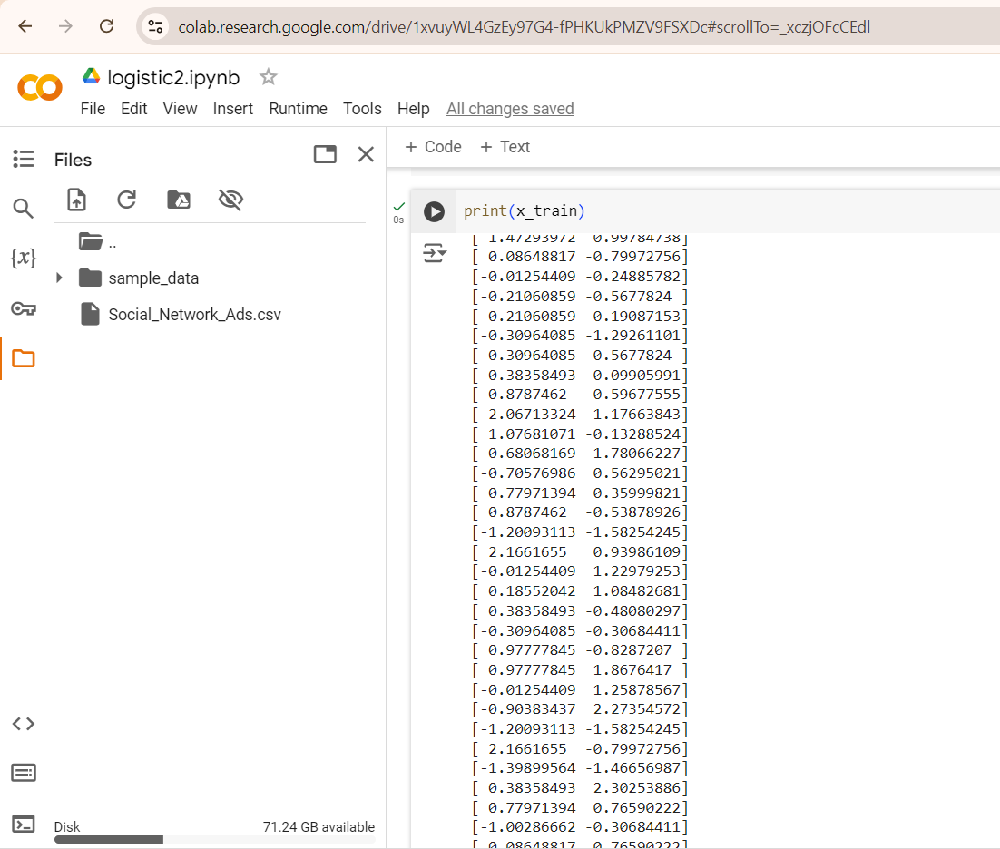 colab.research.google.com/drive/1xvuyWL4GzEy97G4-fPHKUkPMZV9FSXDc#scrollTo=_xczjOFcCEdl
CO
logistic2.ipynb
File Edit View Insert Runtime Tools Help All changes saved
Files
+ Code + Text
{x}
..
sample_data
Social_Network_Ads.csv
0s
print(x_train)
[ 1.47293972 0.99784738]
[ 0.08648817 -0.79972756]
[-0.01254409 -0.24885782]
[-0.21060859 -0.5677824 ]
[-0.21060859 -0.19087153]
[-0.30964085 -1.29261101]
[-0.30964085 -0.5677824 ]
[ 0.38358493 0.09905991]
[ 0.8787462 -0.59677555]
[ 2.06713324 -1.17663843]
[ 1.07681071 -0.13288524]
[ 0.68068169 1.78066227]
[-0.70576986 0.56295021]
[ 0.77971394 0.35999821]
[ 0.8787462 -0.53878926]
[-1.20093113 -1.58254245]
[ 2.1661655 0.93986109]
[-0.01254409 1.22979253]
[ 0.18552042 1.08482681]
[ 0.38358493 -0.48080297]
[-0.30964085 -0.30684411]
[ 0.97777845 -0.8287207 ]
[ 0.97777845 1.8676417 ]
[-0.01254409 1.25878567]
[-0.90383437 2.27354572]
[-1.20093113 -1.58254245]
[ 2.1661655 -0.79972756]
[-1.39899564 -1.46656987]
[ 0.38358493 2.30253886]
[ 0.77971394 0.76590222]
[-1.00286662 -0.30684411]
[ 0.08648817 0.76590222]
Disk 71.24 GB available